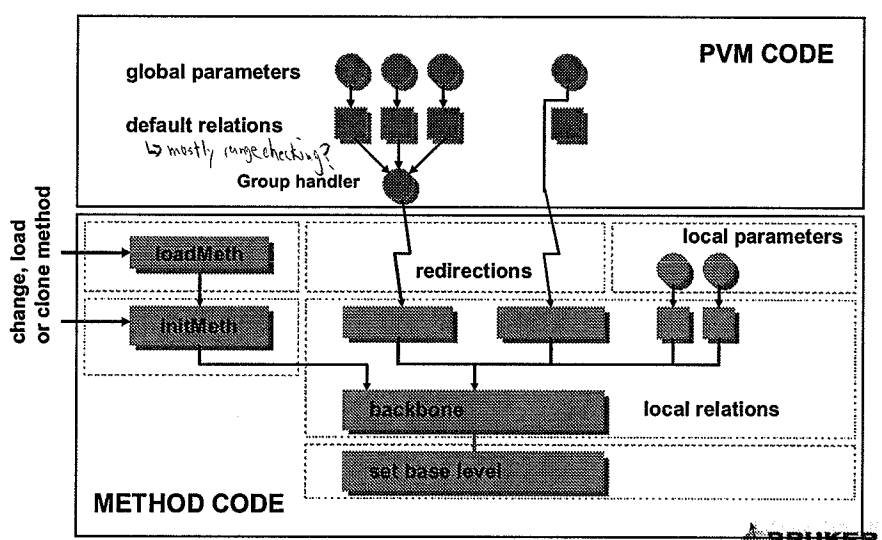 PVM CODE
global parameters
default relations
↳ mostly range checking?
Group handler
change, load
or clone method
loadMeth
redirections
local parameters
initMeth
backbone
local relations
set base level
METHOD CODE
BRUKER